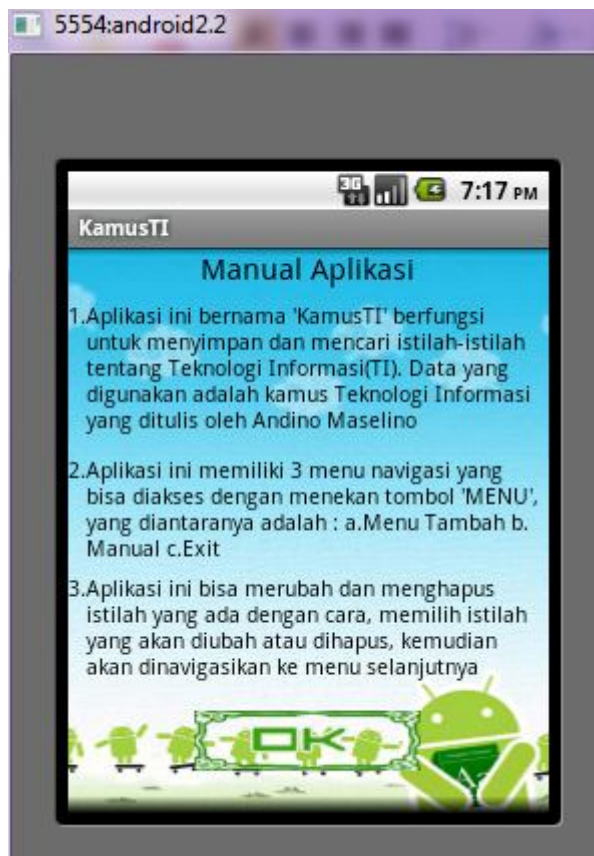 5554:android2.2
3G 7:17 PM
KamusTI
Manual Aplikasi
1.Aplikasi ini bernama 'KamusTI' berfungsi
untuk menyimpan dan mencari istilah-istilah
tentang Teknologi Informasi(TI). Data yang
digunakan adalah kamus Teknologi Informasi
yang ditulis oleh Andino Maselino
2.Aplikasi ini memiliki 3 menu navigasi yang
bisa diakses dengan menekan tombol 'MENU',
yang diantaranya adalah : a.Menu Tambah b.
Manual c.Exit
3.Aplikasi ini bisa merubah dan menghapus
istilah yang ada dengan cara, memilih istilah
yang akan diubah atau dihapus, kemudian
akan dinavigasikan ke menu selanjutnya
OK